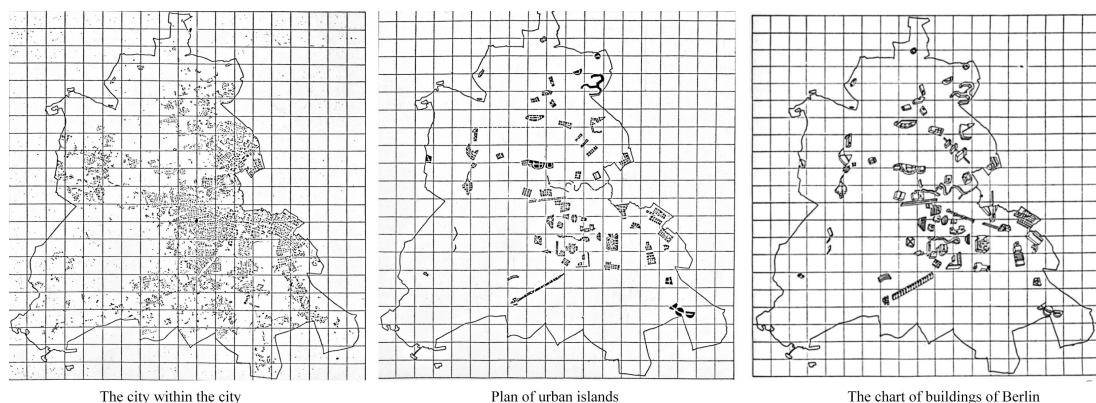 The city within the city
Plan of urban islands
The chart of buildings of Berlin